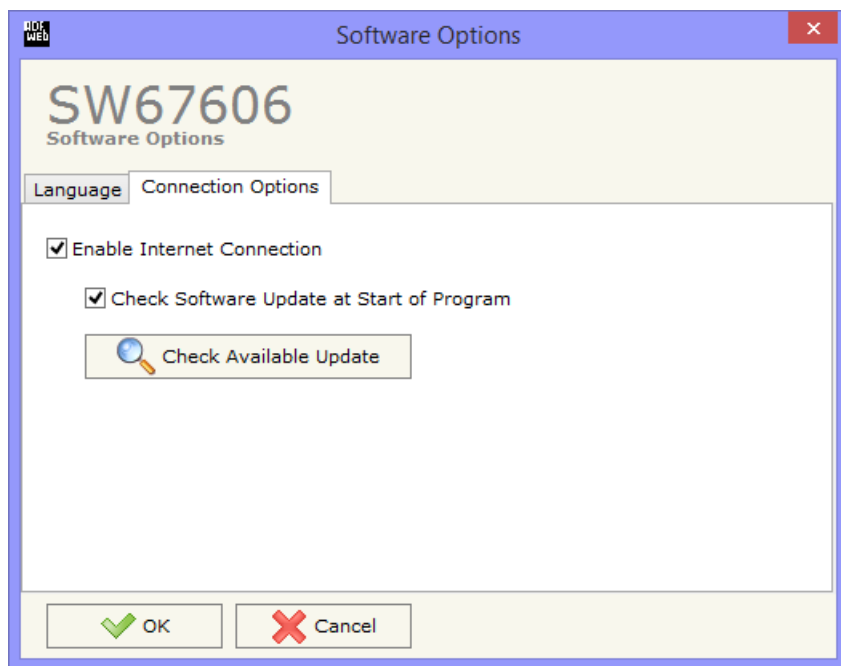 ADF
WEB
Software Options
SW67606
Software Options
Language
Connection Options
Enable Internet Connection
Check Software Update at Start of Program
Check Available Update
OK
Cancel